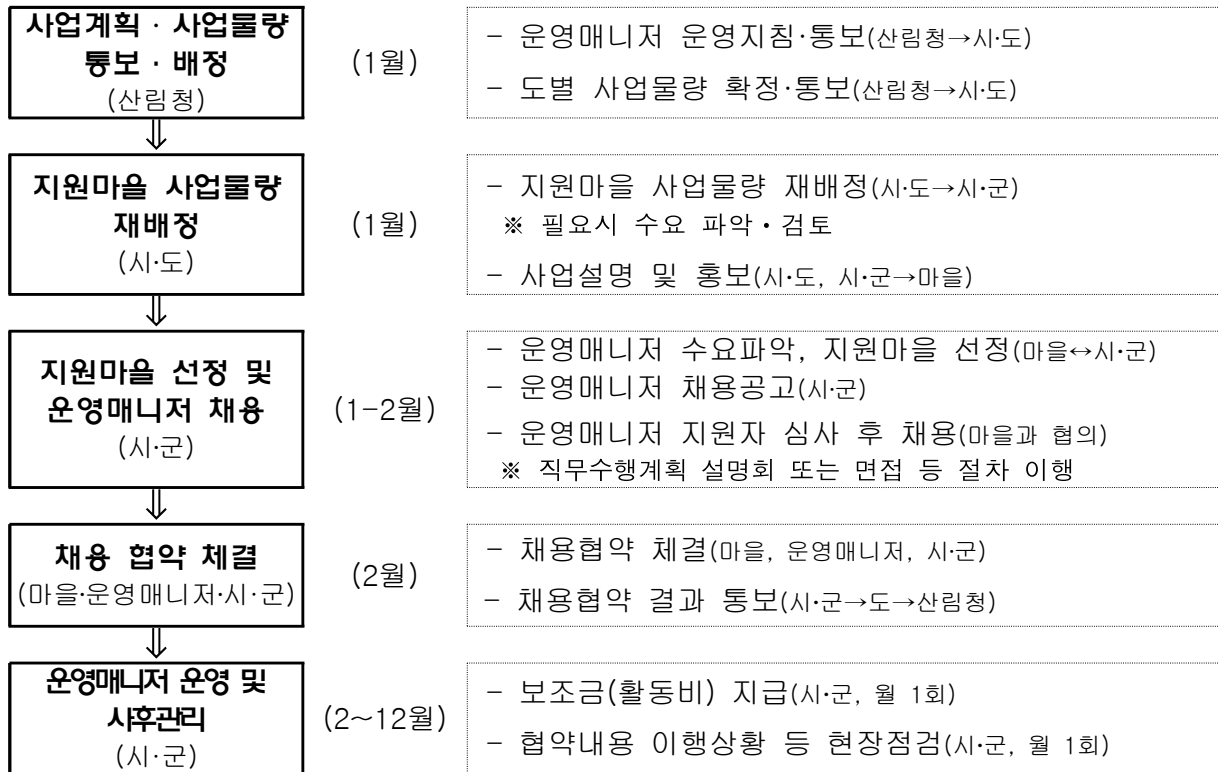 사업계획 · 사업물량
통보 · 배정
(산림청)
(1월)
- 운영매니저 운영지침·통보(산림청→시·도)
- 도별 사업물량 확정·통보(산림청→시·도)
⇓
지원마을 사업물량
재배정
(시·도)
(1월)
- 지원마을 사업물량 재배정(시·도→시·군)
※ 필요시 수요 파악·검토
- 사업설명 및 홍보(시·도, 시·군→마을)
⇓
지원마을 선정 및
운영매니저 채용
(시·군)
(1-2월)
- 운영매니저 수요파악, 지원마을 선정(마을↔시·군)
- 운영매니저 채용공고(시·군)
- 운영매니저 지원자 심사 후 채용(마을과 협의)
※ 직무수행계획 설명회 또는 면접 등 절차 이행
⇓
채용 협약 체결
(마을·운영매니저·시·군)
(2월)
- 채용협약 체결(마을, 운영매니저, 시·군)
- 채용협약 결과 통보(시·군→도→산림청)
⇓
운영매니저 운영 및
사후관리
(시·군)
(2~12월)
- 보조금(활동비) 지급(시·군, 월 1회)
- 협약내용 이행상황 등 현장점검(시·군, 월 1회)